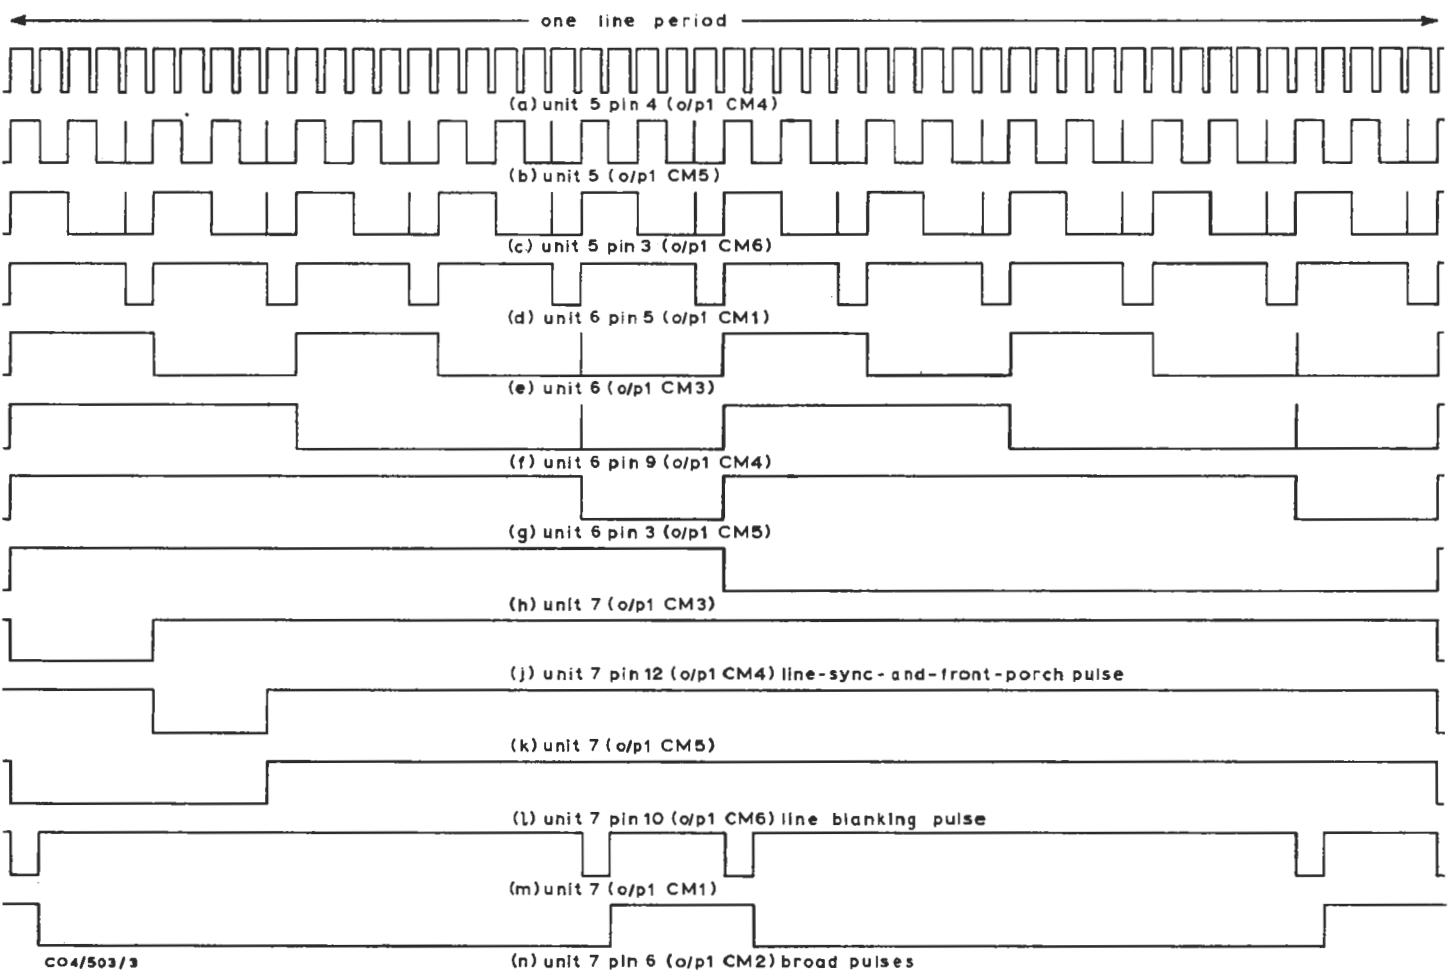 one line period
(a) unit 5 pin 4 (o/p1 CM4)
(b) unit 5 (o/p1 CM5)
(c) unit 5 pin 3 (o/p1 CM6)
(d) unit 6 pin 5 (o/p1 CM1)
(e) unit 6 (o/p1 CM3)
(f) unit 6 pin 9 (o/p1 CM4)
(g) unit 6 pin 3 (o/p1 CM5)
(h) unit 7 (o/p1 CM3)
(j) unit 7 pin 12 (o/p1 CM4) line-sync-and-front-porch pulse
(k) unit 7 (o/p1 CM5)
(l) unit 7 pin 10 (o/p1 CM6) line blanking pulse
(m) unit 7 (o/p1 CM1)
(n) unit 7 pin 6 (o/p1 CM2) broad pulses
CO4/503/3